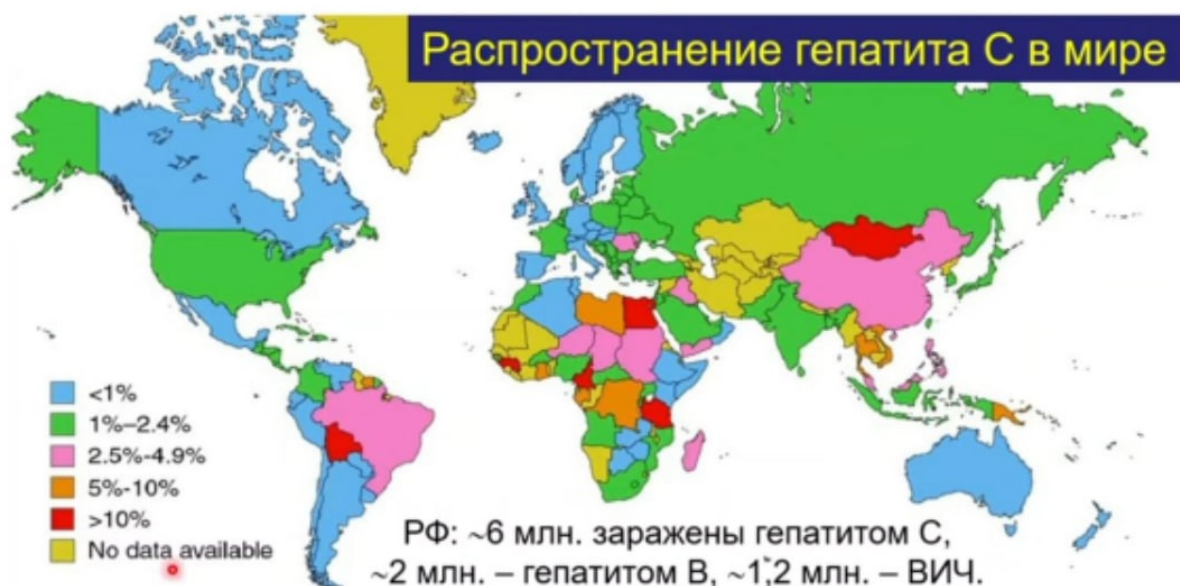 Распространение гепатита С в мире
<1%
1%–2.4%
2.5%-4.9%
5%-10%
>10%
No data available
РФ: ~6 млн. заражены гепатитом С,
~2 млн. – гепатитом В, ~1,2 млн. – ВИЧ.